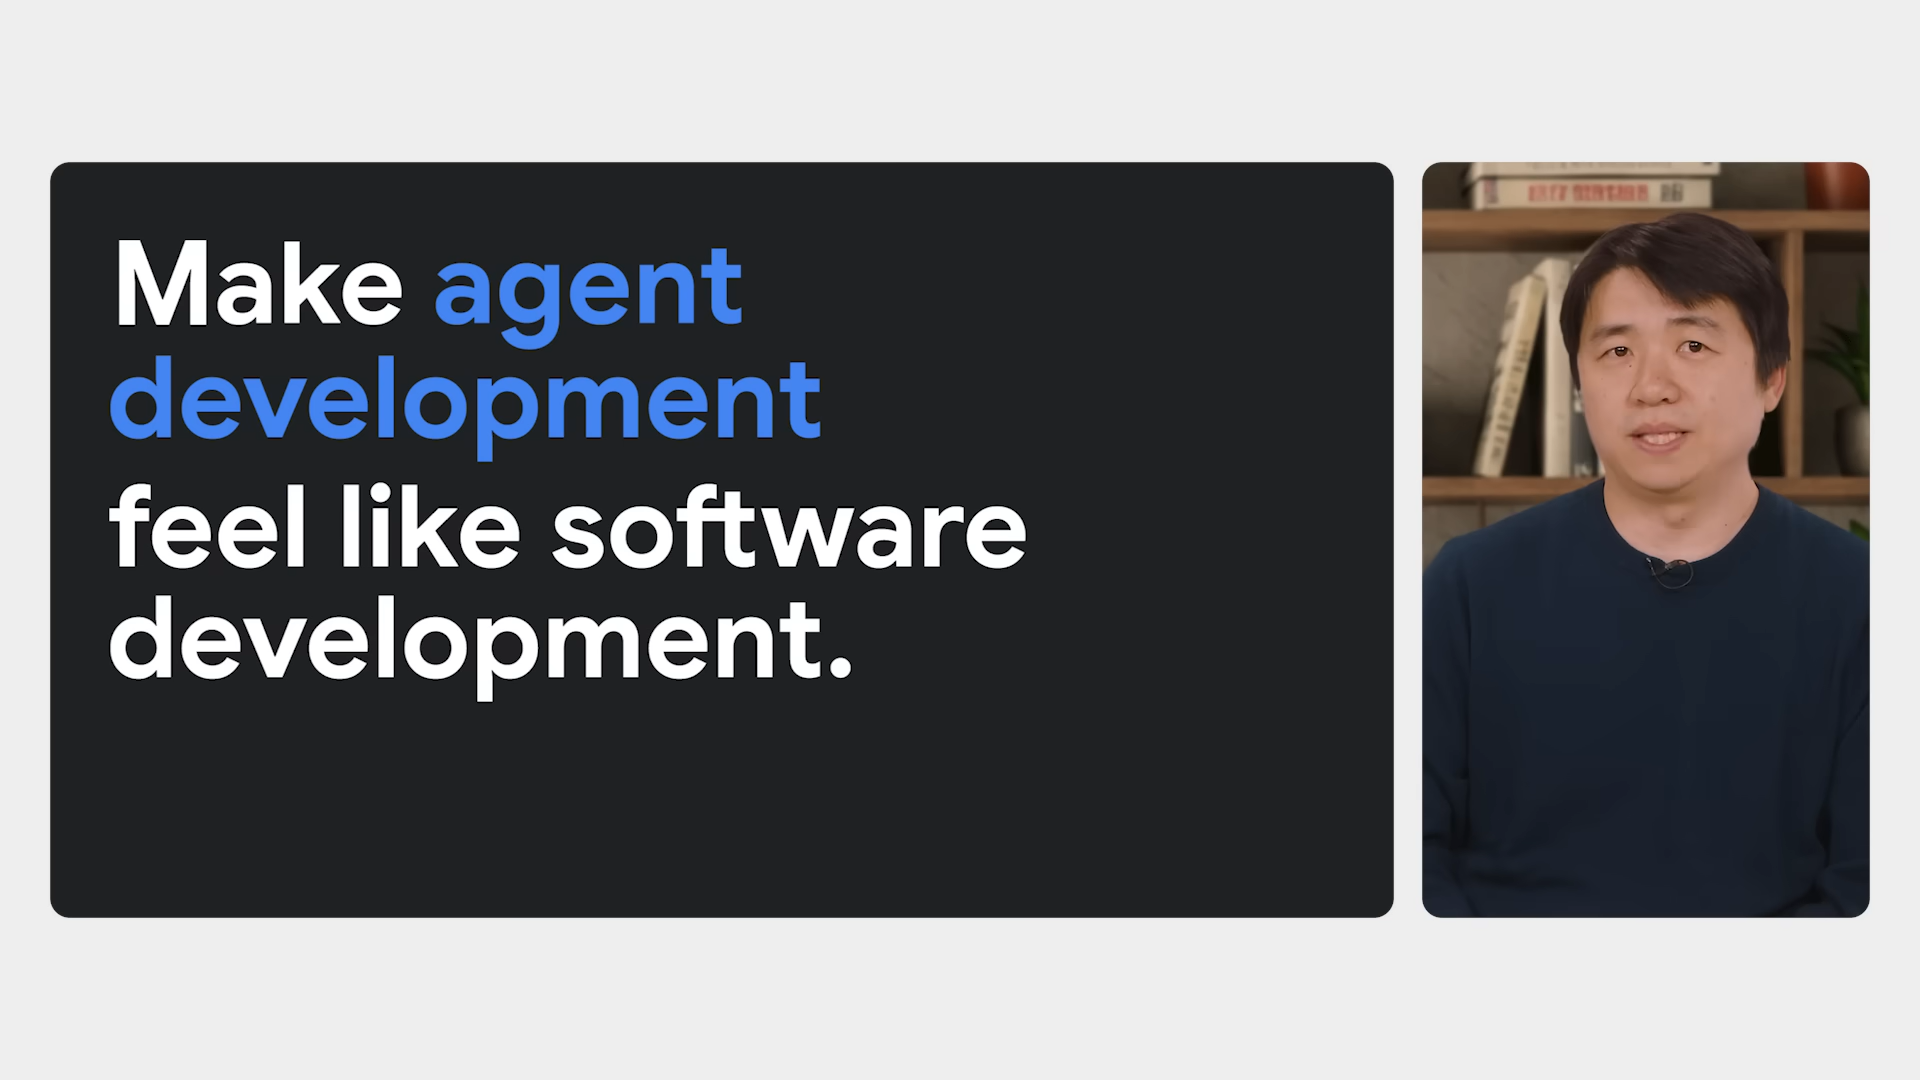 Make agent
development
feel like software
development.